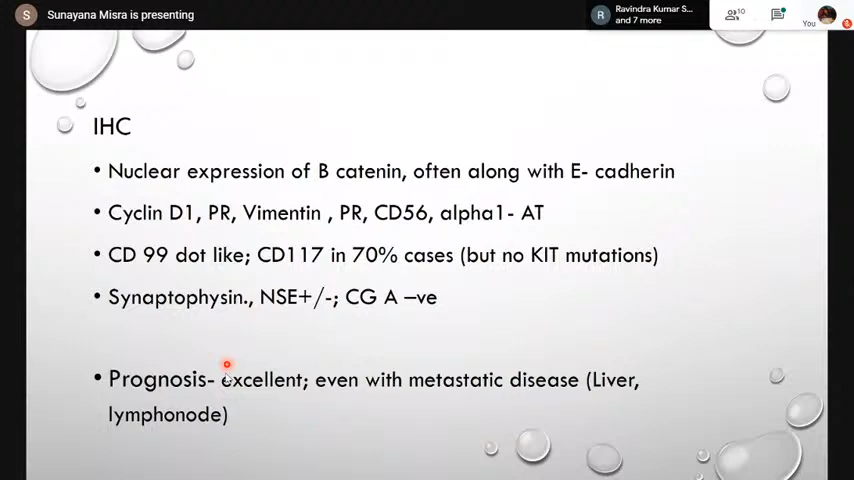 Sunayana Misra is presenting
Ravindra Kumar S...
and 7 more
10
You
S
R
IHC
• Nuclear expression of B catenin, often along with E- cadherin
• Cyclin D1, PR, Vimentin , PR, CD56, alpha1- AT
• CD 99 dot like; CD117 in 70% cases (but no KIT mutations)
• Synaptophysin., NSE+/-; CG A –ve
• Prognosis- excellent; even with metastatic disease (Liver,
lymphonode)